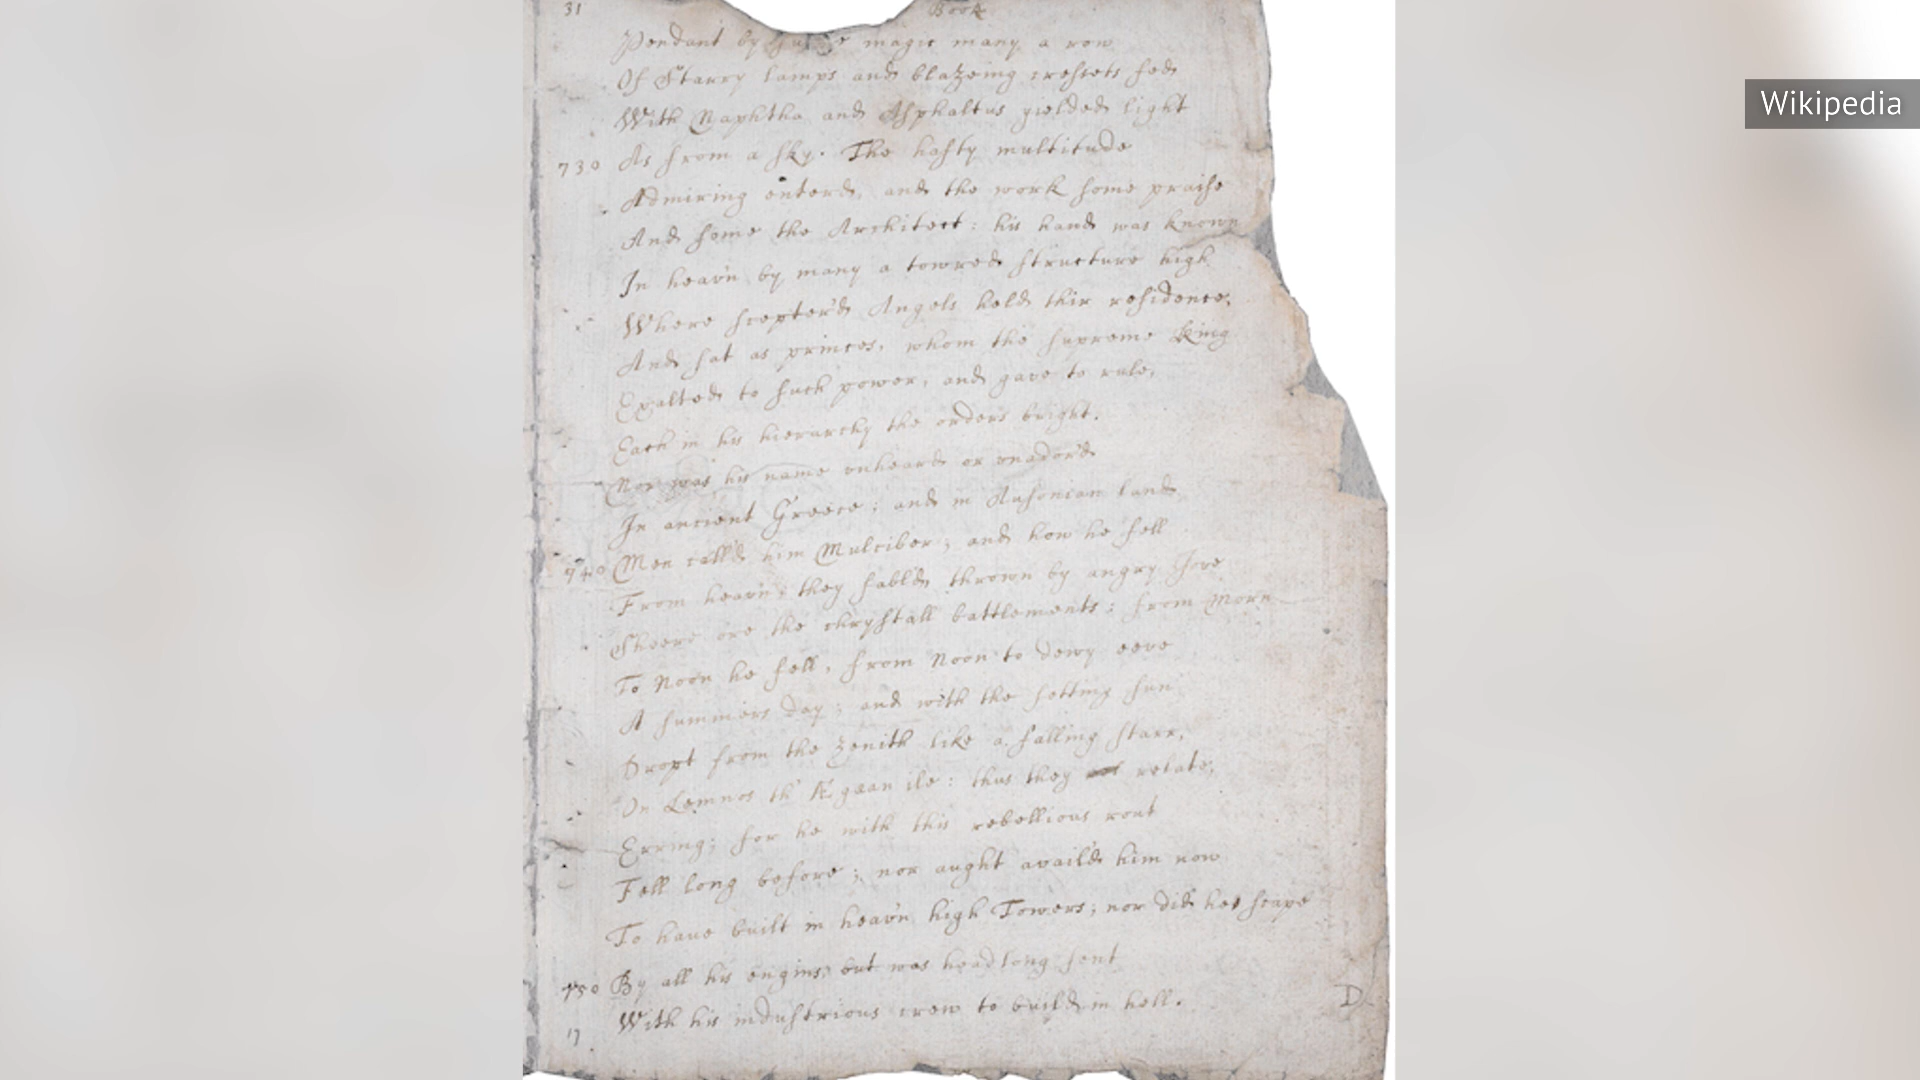 31
Book
Pendant by magic many a row
Of Starry lamps and blazeing cressets fed
With Naphtha and Asphaltus yielded light
730 As from a sky. The hasty multitude
Admiring enterd, and the work some praise
And some the Architect: his hand was known
In heav'n by many a towred structure high
Where scepter'd Angels held thir residence,
And sat as princes, whom the supreme King
Exalted to such power, and gave to rule,
Each in his hierarchy the orders bright.
Nor was his name unheard or unador'd
In ancient Greece; and in Ausonian land
740 Men call'd him Mulciber; and how he fell
From heav'n; they fabl'd, thrown by angry Jove
Sheere ore the chrystall battlements; from Morn
To Noon he fell, from Noon to dewy eeve
A summers day; and with the setting sun
Dropt from the zenith like a falling starr,
On Lemnos th' Ægæan ile: thus they relate,
Erring; for he with this rebellious rout
Fell long before; nor aught avail'd him now
To have built in heav'n high Towers; nor did hee scape
750 By all his engins, but was headlong sent
With his industrious crew to build in hell.
17
D
Wikipedia